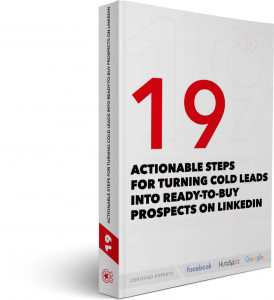 19
ACTIONABLE STEPS
FOR TURNING COLD LEADS
INTO READY-TO-BUY
PROSPECTS ON LINKEDIN
CERTIFIED EXPERTS
facebook
HubSpot
Google
19
ACTIONABLE STEPS FOR TURNING COLD LEADS INTO READY-TO-BUY PROSPECTS ON LINKEDIN